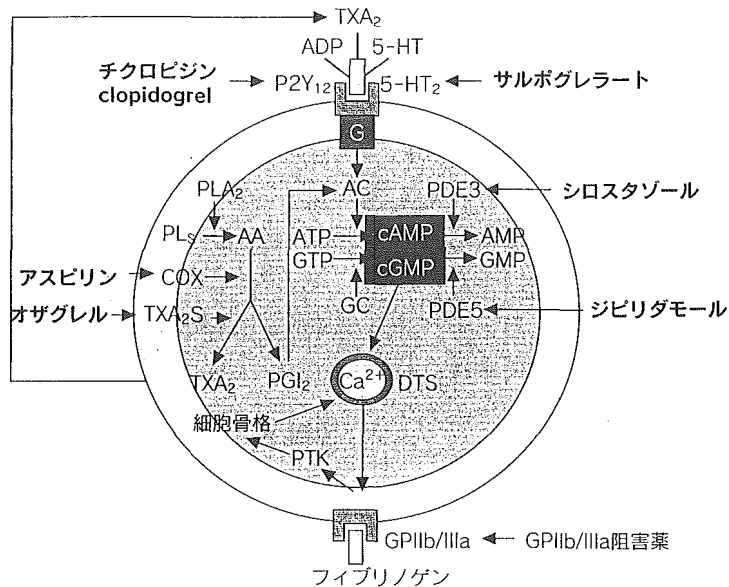 TXA₂
ADP 5-HT
チクロピジン
clopidogrel
P2Y₁₂ 5-HT₂
サルポグレラート
G
PLA₂ AC PDE3 シロスタゾール
PLs AA ATP cAMP AMP
GTP cGMP GMP
アスピリン COX
オザグレル TXA₂S GC PDE5 ジピリダモール
TXA₂ PGI₂ Ca²⁺ DTS
細胞骨格
PTK
GPIIb/IIIa GPIIb/IIIa阻害薬
フィブリノゲン